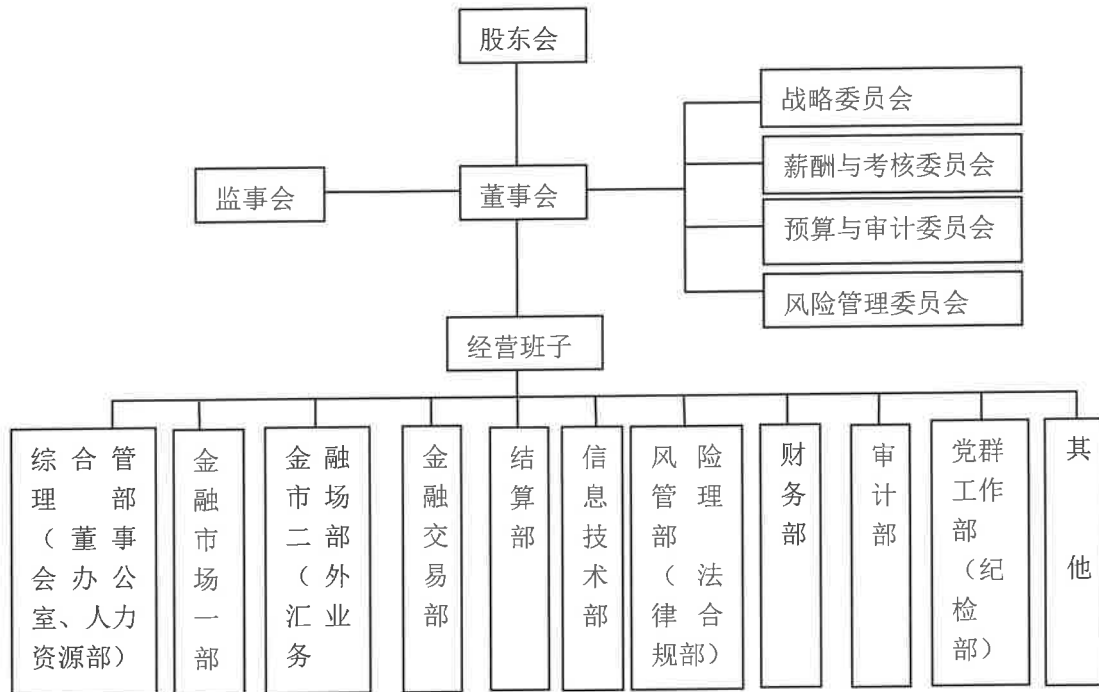 股东会
战略委员会
薪酬与考核委员会
监事会
董事会
预算与审计委员会
风险管理委员会
经营班子
综合管
理部
（董事
会办公
室、人力
资源部）
金
融
市
场
一
部
金融
市场
二部
（外
汇业
务
金
融
交
易
部
结
算
部
信
息
技
术
部
风险
管理
部
（法
律合
规部）
财
务
部
审
计
部
党群
工作
部
（纪
检
部）
其
他